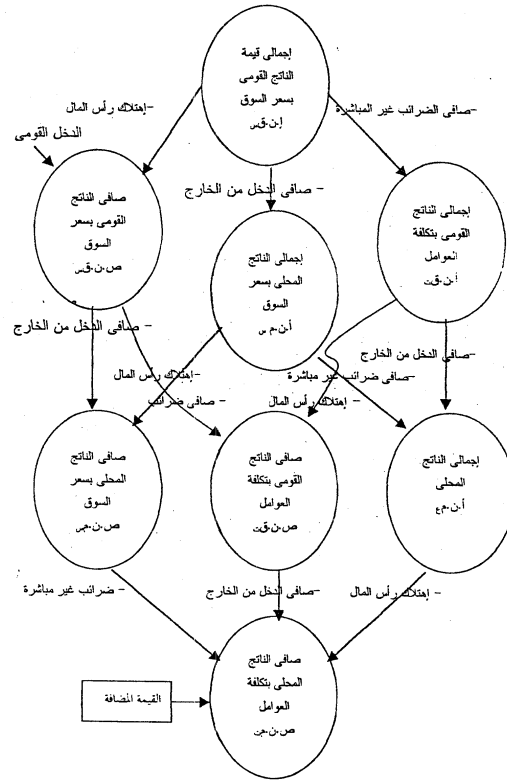 إجمالى قيمة
الناتج القومى
بسعر السوق
إ.ن.ق س
-إهتلاك رأس المال
-صافى الضرائب غير المباشرة
الدخل القومى
- صافى الدخل من الخارج
صافى الناتج
القومى بسعر
السوق
ص.ن.ق س
إجمالى الناتج
المحلى بسعر
السوق
أ.ن.م س
إجمالى الناتج
القومى بتكلفة
العوامل
أ.ن.ق ت
- صافى الدخل من الخارج
-صافى الدخل من الخارج
-إهتلاك رأس المال
-صافى ضرائب غير مباشرة
- صافى ضرائب
- إهتلاك رأس المال
صافى الناتج
المحلى بسعر
السوق
ص.ن.م س
صافى الناتج
القومى بتكلفة
العوامل
ص.ن.ق ت
إجمالى الناتج
المحلى
أ.ن.م ع
- ضرائب غير مباشرة
-صافى الدخل من الخارج
- إهتلاك رأس المال
صافى الناتج
المحلى بتكلفة
العوامل
القيمة المضافة